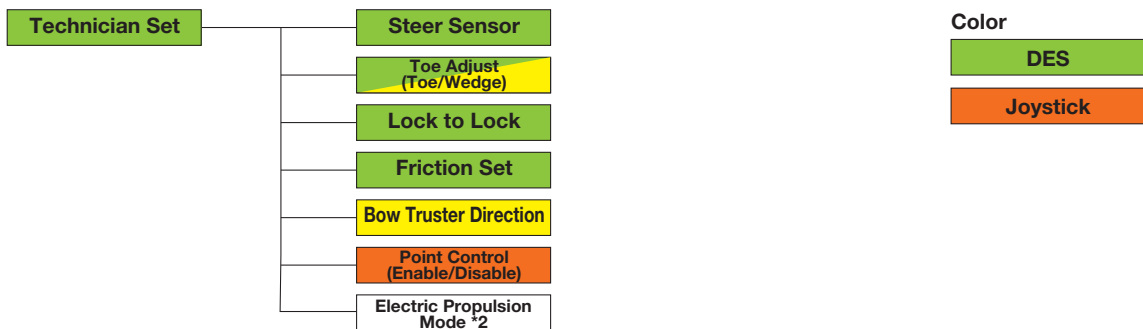 Technician Set
Steer Sensor
Toe Adjust
(Toe/Wedge)
Lock to Lock
Friction Set
Bow Truster Direction
Point Control
(Enable/Disable)
Electric Propulsion
Mode *2
Color
DES
Joystick